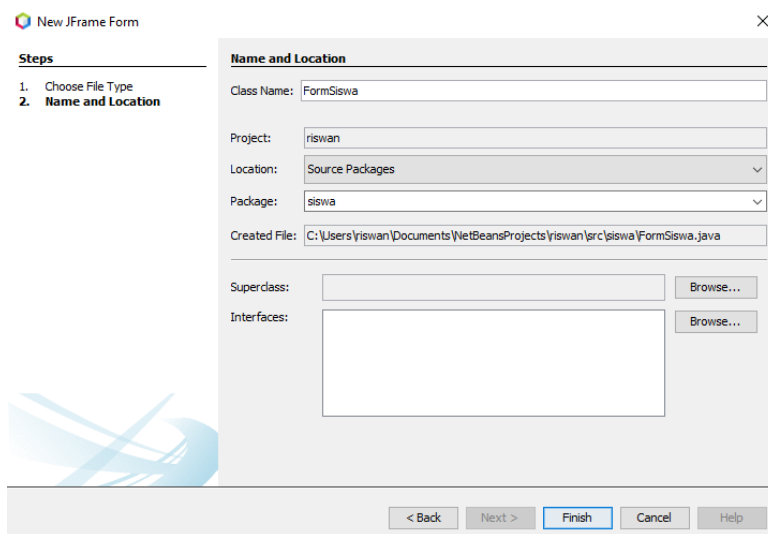 New JFrame Form
Steps
1. Choose File Type
2. Name and Location
Name and Location
Class Name: FormSiswa
Project: riswan
Location: Source Packages
Package: siswa
Created File: C:\Users\riswan\Documents\NetBeansProjects\riswan\src\siswa\FormSiswa.java
Superclass: Browse...
Interfaces: Browse...
< Back Next > Finish Cancel Help